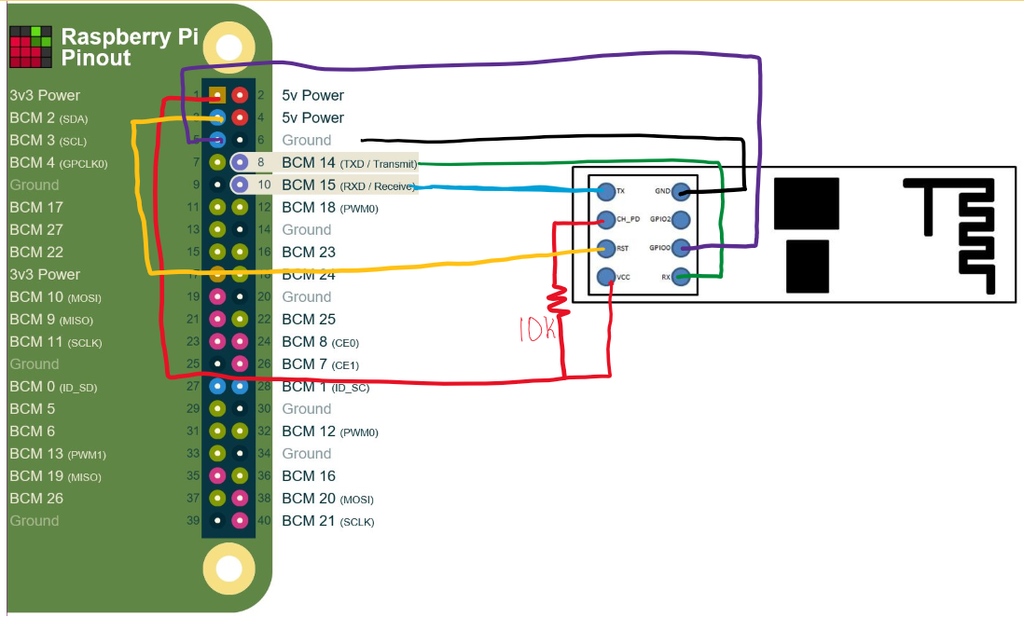 Raspberry Pi
Pinout
3v3 Power 1 2 5v Power
BCM 2 (SDA) 3 4 5v Power
BCM 3 (SCL) 5 6 Ground
BCM 4 (GPCLK0) 7 8 BCM 14 (TXD / Transmit)
Ground 9 10 BCM 15 (RXD / Receive)
BCM 17 11 12 BCM 18 (PWM0)
BCM 27 13 14 Ground
BCM 22 15 16 BCM 23
3v3 Power 17 18 BCM 24
BCM 10 (MOSI) 19 20 Ground
BCM 9 (MISO) 21 22 BCM 25
BCM 11 (SCLK) 23 24 BCM 8 (CE0)
Ground 25 26 BCM 7 (CE1)
BCM 0 (ID_SD) 27 28 BCM 1 (ID_SC)
BCM 5 29 30 Ground
BCM 6 31 32 BCM 12 (PWM0)
BCM 13 (PWM1) 33 34 Ground
BCM 19 (MISO) 35 36 BCM 16
BCM 26 37 38 BCM 20 (MOSI)
Ground 39 40 BCM 21 (SCLK)
TX GND
CH_PD GPIO2
RST GPIO0
VCC RX
10K